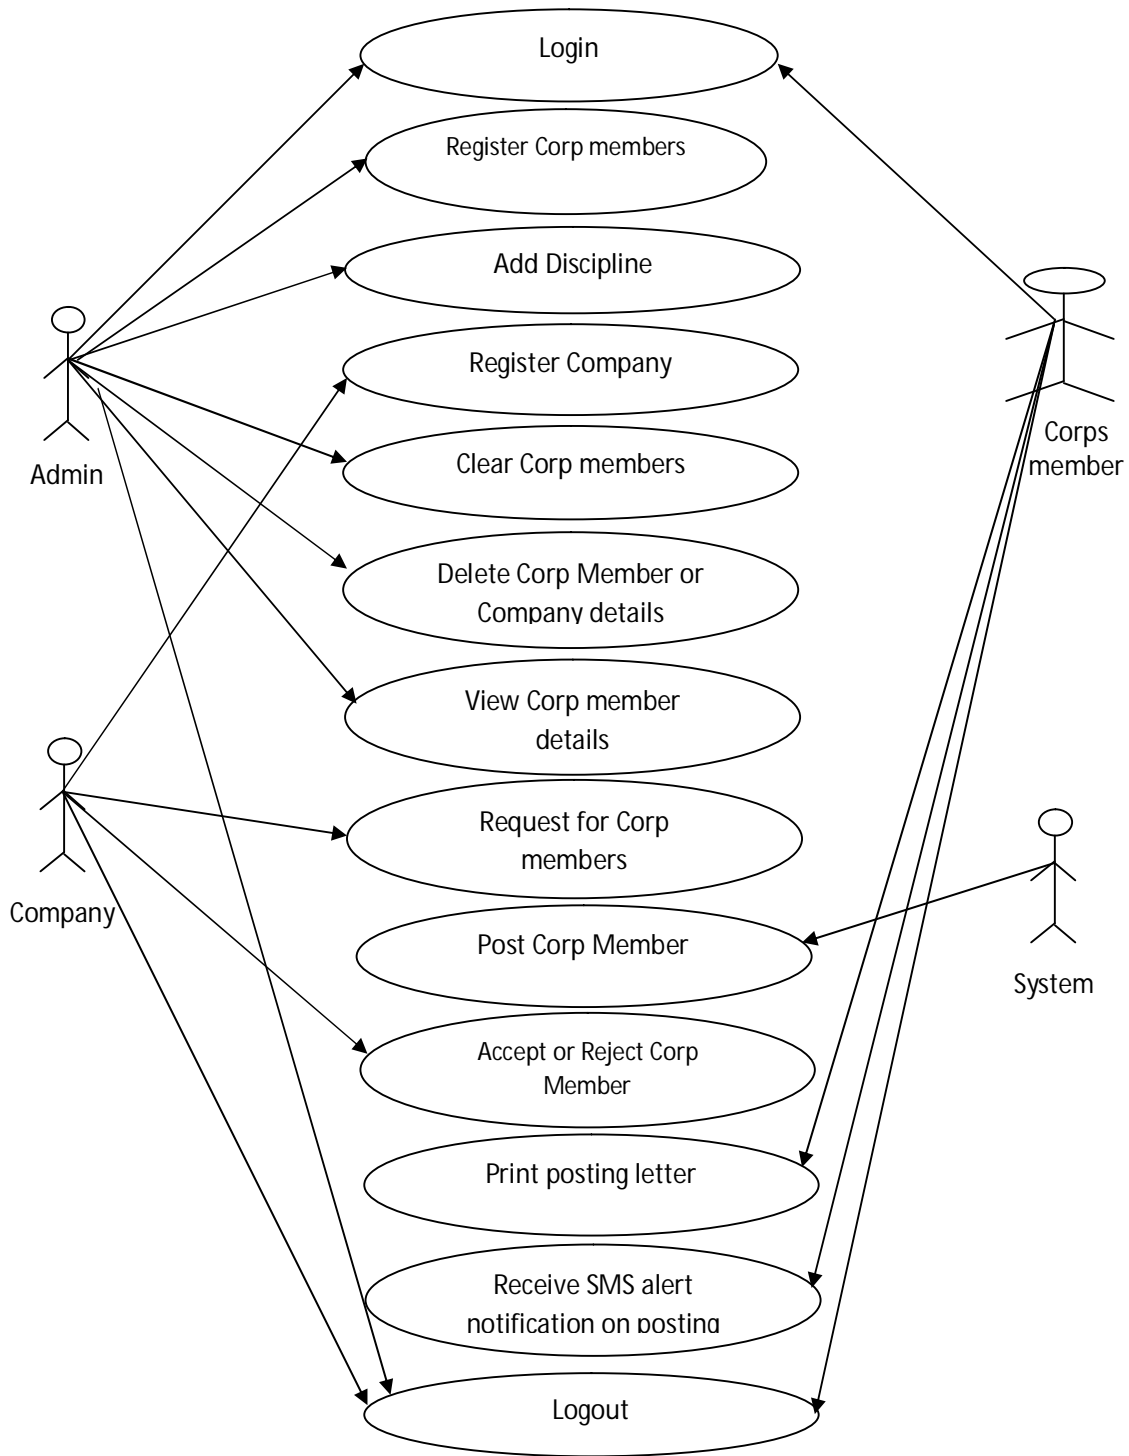 Login
Register Corp members
Add Discipline
Register Company
Admin
Clear Corp members
Corps
member
Delete Corp Member or
Company details
View Corp member
details
Company
Request for Corp
members
Post Corp Member
System
Accept or Reject Corp
Member
Print posting letter
Receive SMS alert
notification on posting
Logout